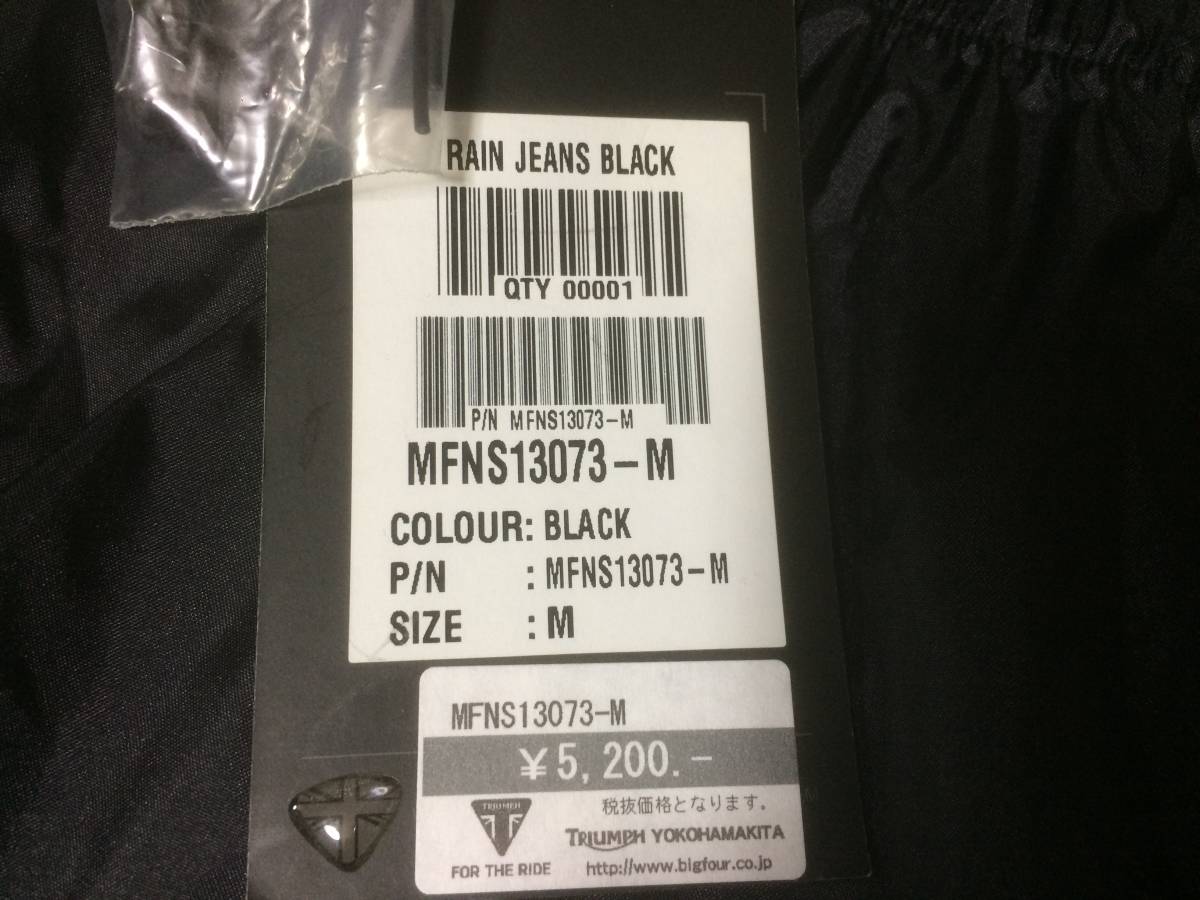 RAIN JEANS BLACK
QTY 00001
P/N MFNS13073-M
MFNS13073-M
COLOUR: BLACK
P/N : MFNS13073-M
SIZE : M
MFNS13073-M
¥5,200.-
TRIUMPH
税抜価格となります。
TRIUMPH YOKOHAMAKITA
FOR THE RIDE
http://www.bigfour.co.jp